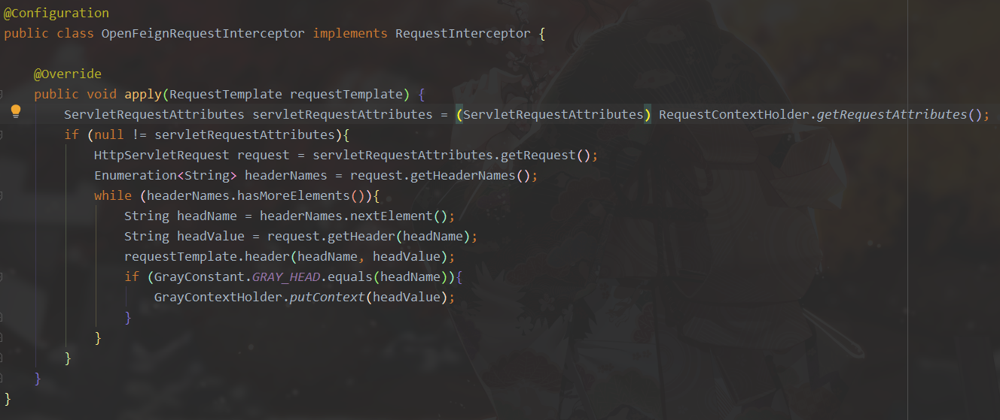 @Configuration
public class OpenFeignRequestInterceptor implements RequestInterceptor {
@Override
public void apply(RequestTemplate requestTemplate) {
ServletRequestAttributes servletRequestAttributes = (ServletRequestAttributes) RequestContextHolder.getRequestAttributes();
if (null != servletRequestAttributes){
HttpServletRequest request = servletRequestAttributes.getRequest();
Enumeration<String> headerNames = request.getHeaderNames();
while (headerNames.hasMoreElements()){
String headName = headerNames.nextElement();
String headValue = request.getHeader(headName);
requestTemplate.header(headName, headValue);
if (GrayConstant.GRAY_HEAD.equals(headName)){
GrayContextHolder.putContext(headValue);
}
}
}
}
}